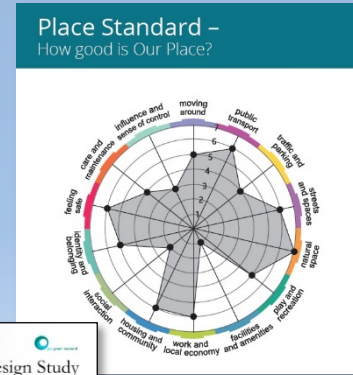 Place Standard –
How good is Our Place?
moving
around
public
transport
traffic and
parking
streets
and spaces
natural
space
play and
recreation
facilities
and amenities
work and
local economy
housing and
community
social
interaction
identity and
belonging
feeling
safe
care and
maintenance
influence and
sense of control
7
6
5
4
3
2
1
esign Study